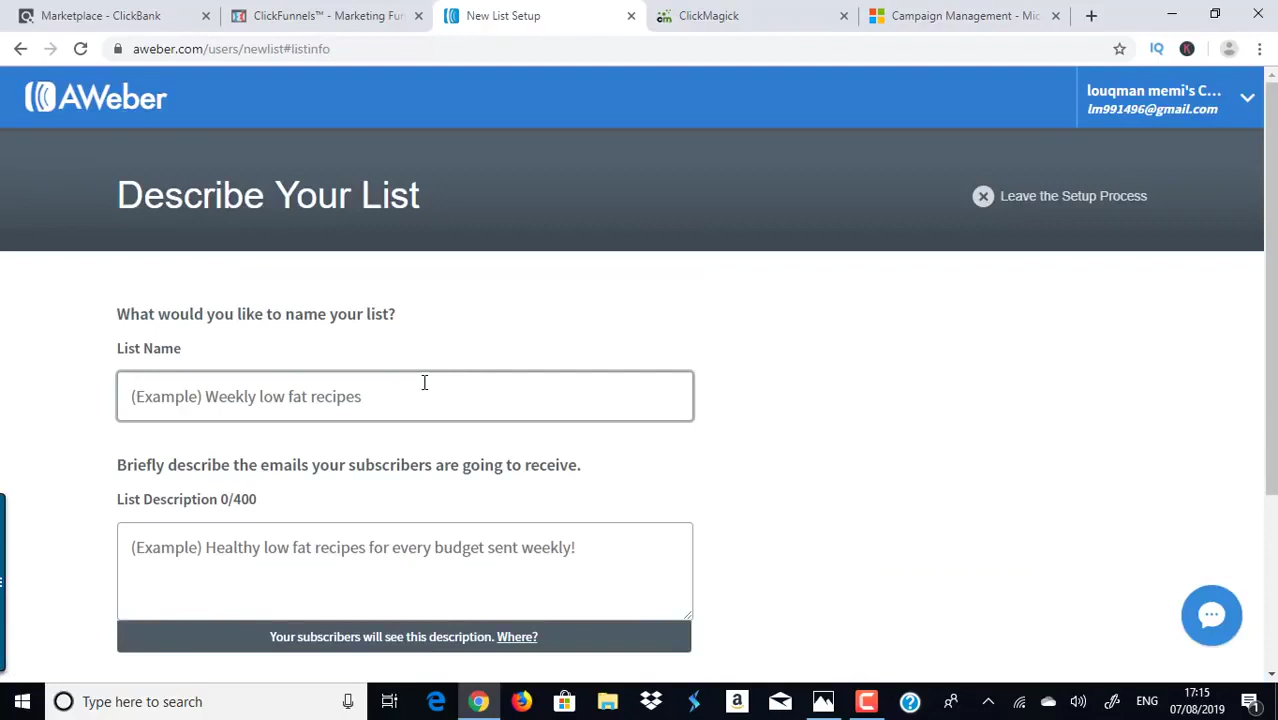 Marketplace - ClickBank
ClickFunnels™ - Marketing Fur
New List Setup
ClickMagick
Campaign Management - Mic
aweber.com/users/newlist#listinfo
IQ
K
AWeber
louqman memi's C...
lm991496@gmail.com
Describe Your List
Leave the Setup Process
What would you like to name your list?
List Name
(Example) Weekly low fat recipes
Briefly describe the emails your subscribers are going to receive.
List Description 0/400
(Example) Healthy low fat recipes for every budget sent weekly!
Your subscribers will see this description. Where?
Type here to search
ENG
17:15
07/08/2019